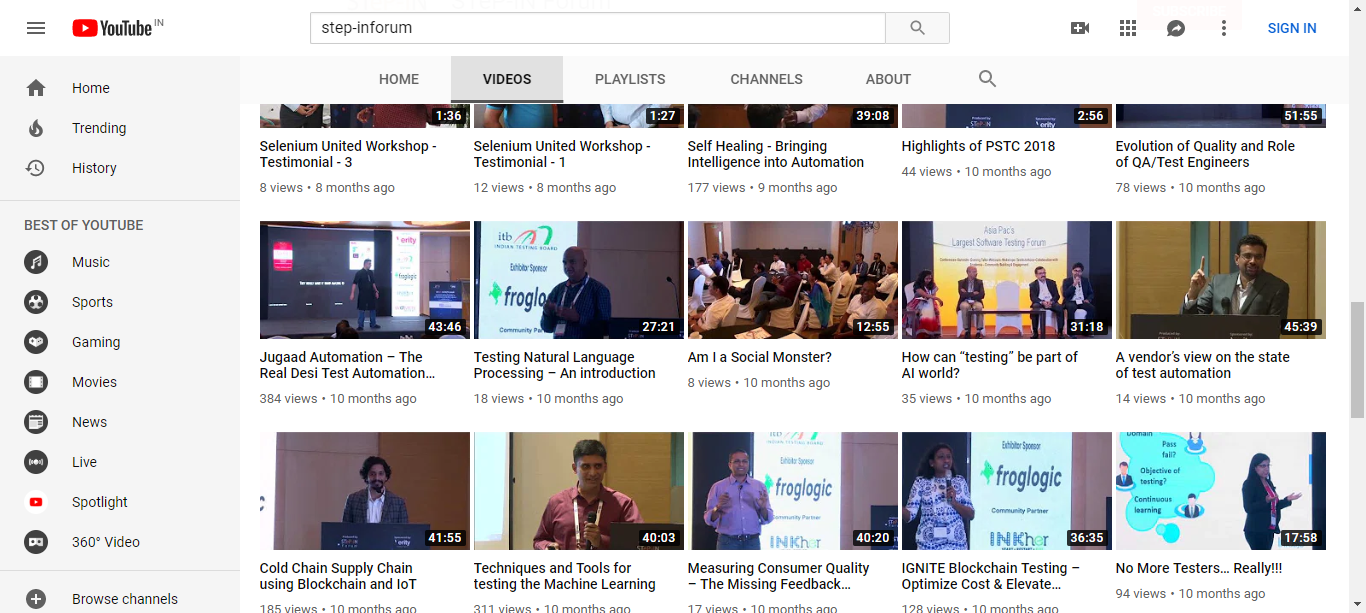 YouTube IN
step-inforum
SIGN IN
HOME VIDEOS PLAYLISTS CHANNELS ABOUT
Home
Trending
History
BEST OF YOUTUBE
Music
Sports
Gaming
Movies
News
Live
Spotlight
360° Video
Browse channels
1:36
Selenium United Workshop -
Testimonial - 3
8 views • 8 months ago
1:27
Selenium United Workshop -
Testimonial - 1
12 views • 8 months ago
39:08
Self Healing - Bringing
Intelligence into Automation
177 views • 9 months ago
2:56
Highlights of PSTC 2018
44 views • 10 months ago
51:55
Evolution of Quality and Role
of QA/Test Engineers
78 views • 10 months ago
43:46
Jugaad Automation – The
Real Desi Test Automation…
384 views • 10 months ago
itb
INDIAN TESTING BOARD
Exhibitor Sponsor
Community Partner
27:21
Testing Natural Language
Processing – An introduction
18 views • 10 months ago
12:55
Am I a Social Monster?
8 views • 10 months ago
Asia Pac's
Largest Software Testing Forum
31:18
How can “testing” be part of
AI world?
35 views • 10 months ago
45:39
A vendor’s view on the state
of test automation
14 views • 10 months ago
41:55
Cold Chain Supply Chain
using Blockchain and IoT
185 views • 10 months ago
40:03
Techniques and Tools for
testing the Machine Learning
311 views • 10 months ago
Exhibitor Sponsor
froglogic
Community Partner
40:20
Measuring Consumer Quality
– The Missing Feedback…
17 views • 10 months ago
Exhibitor Sponsor
froglogic
Community Partner
INKher
36:35
IGNITE Blockchain Testing –
Optimize Cost & Elevate…
128 views • 10 months ago
Domain
Pass
fail?
Objective of
testing?
Continuous
learning
17:58
No More Testers… Really!!!
94 views • 10 months ago